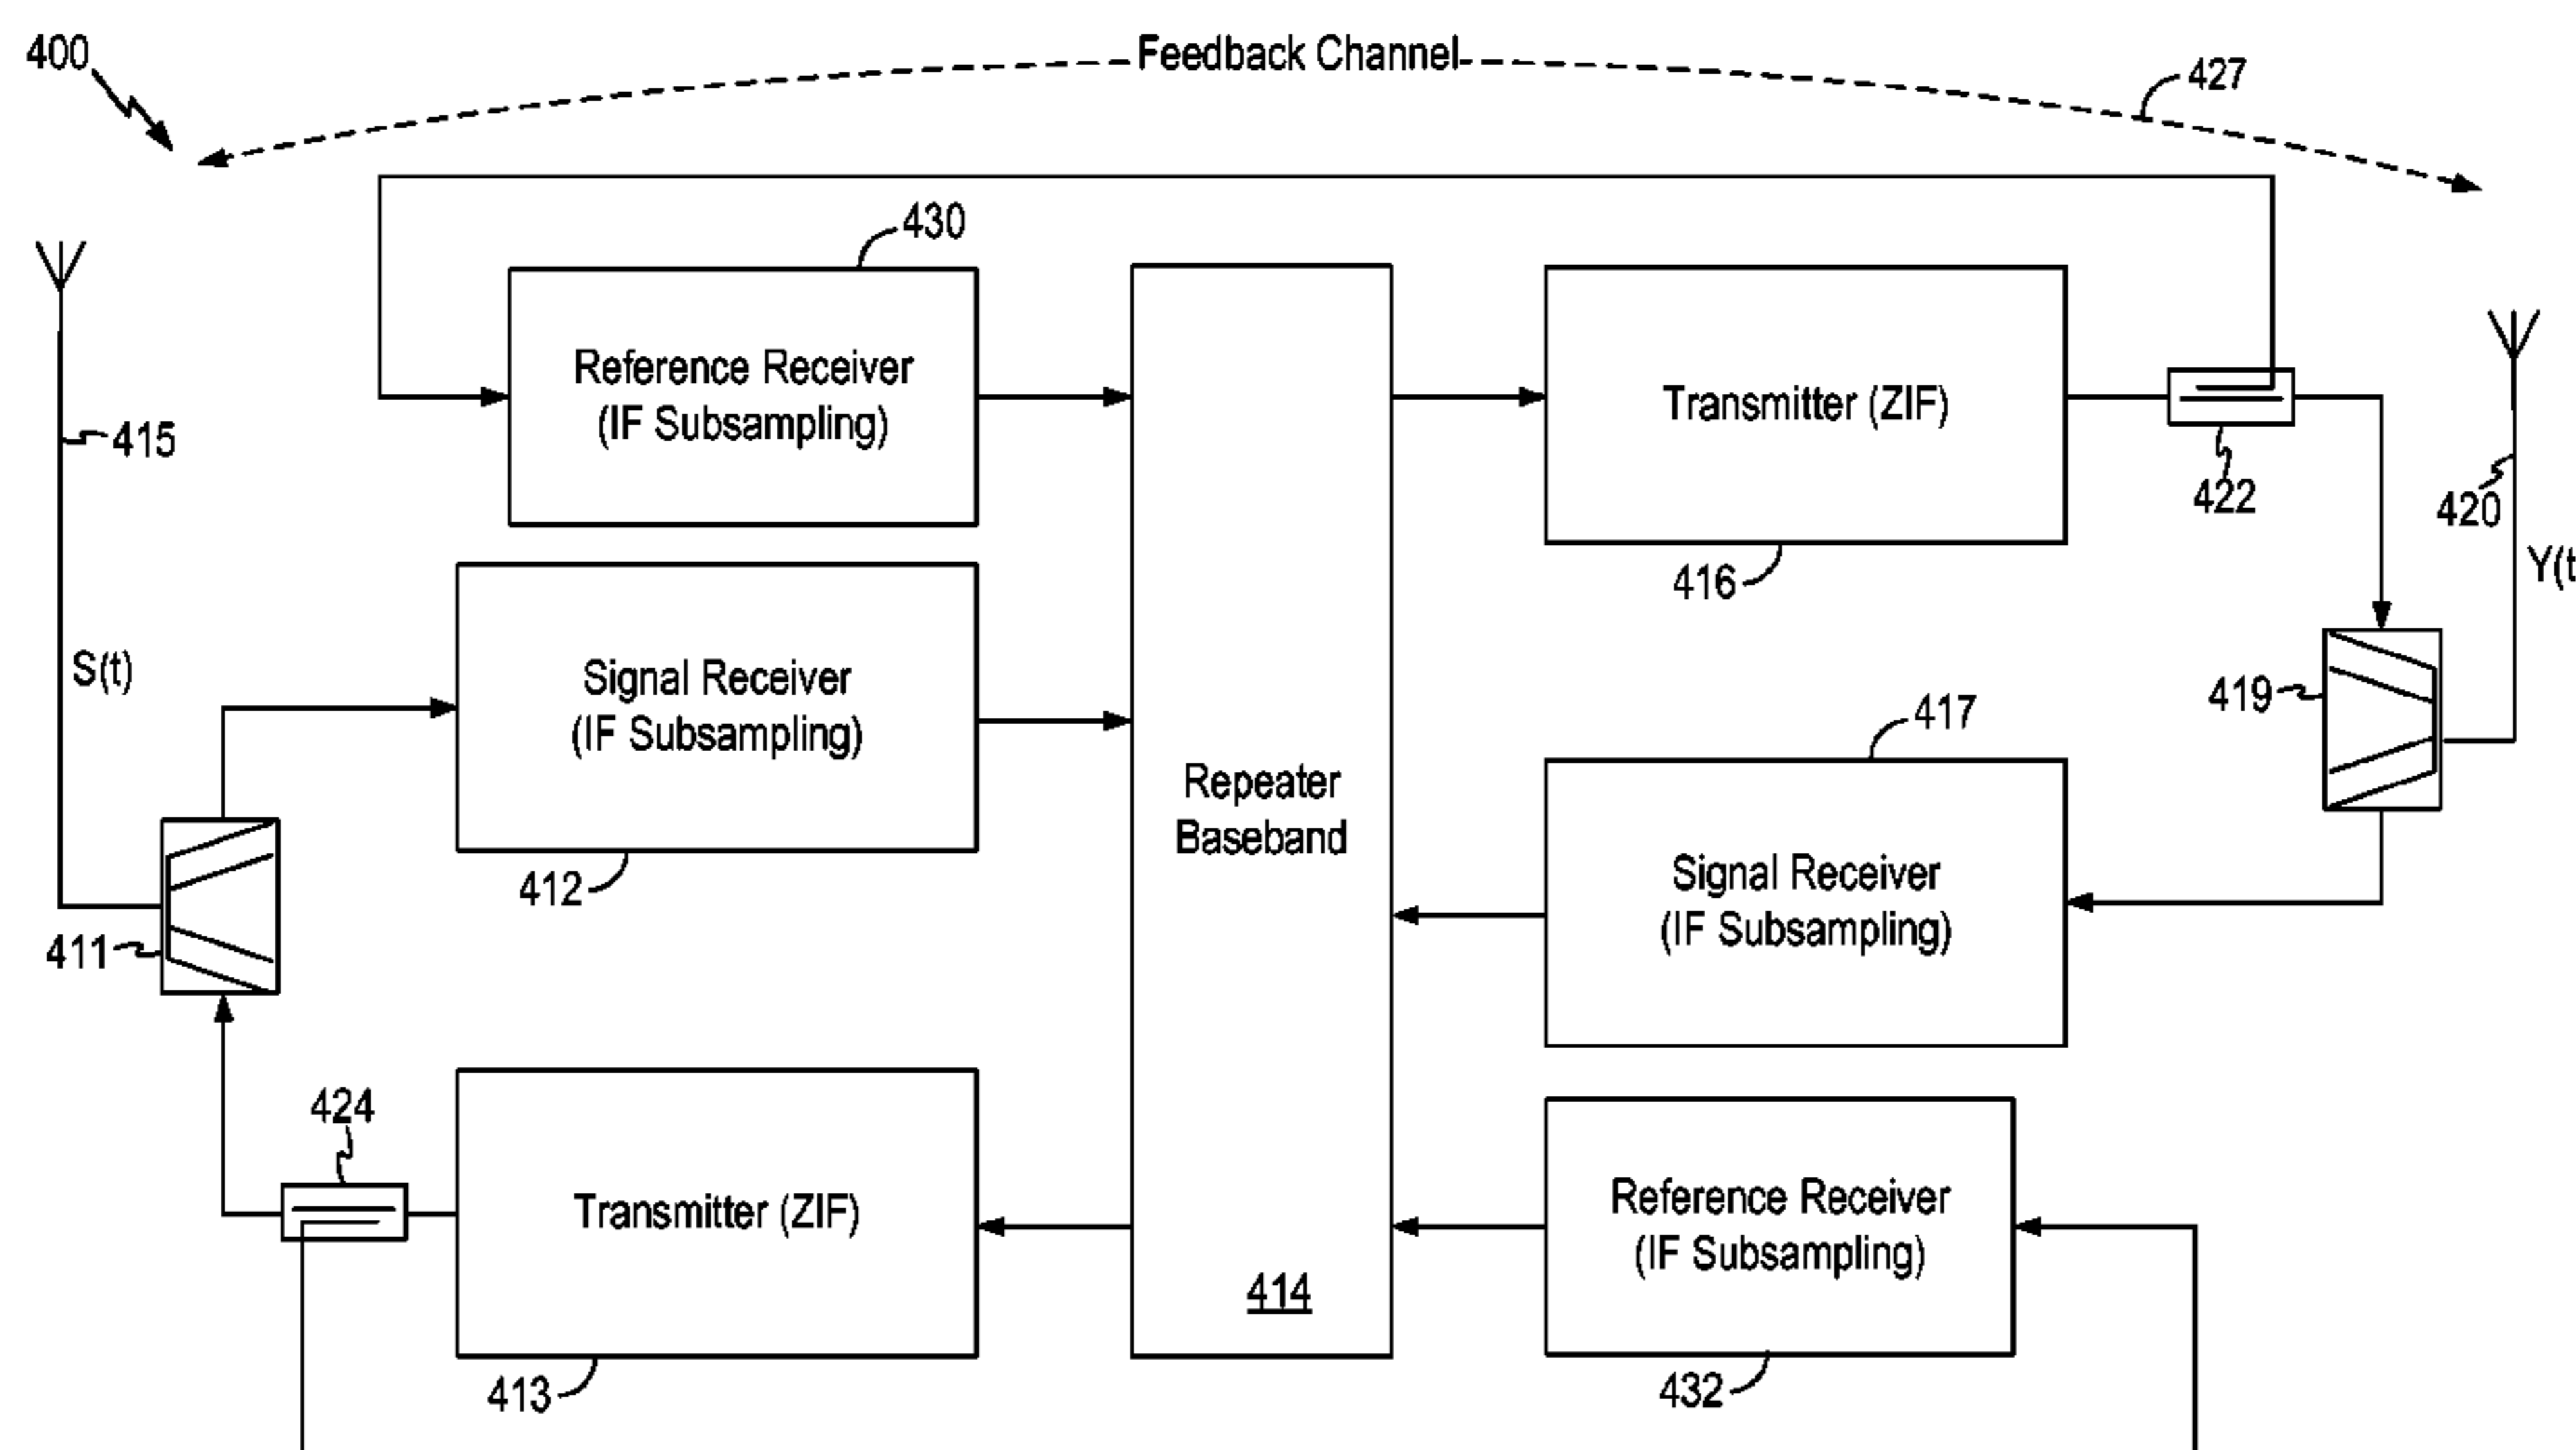 400
Feedback Channel
427
430
Reference Receiver
(IF Subsampling)
Transmitter (ZIF)
415
422
420
416
Y(t
S(t)
Signal Receiver
(IF Subsampling)
419
417
Repeater
Baseband
412
Signal Receiver
(IF Subsampling)
411
424
Transmitter (ZIF)
Reference Receiver
(IF Subsampling)
414
413
432